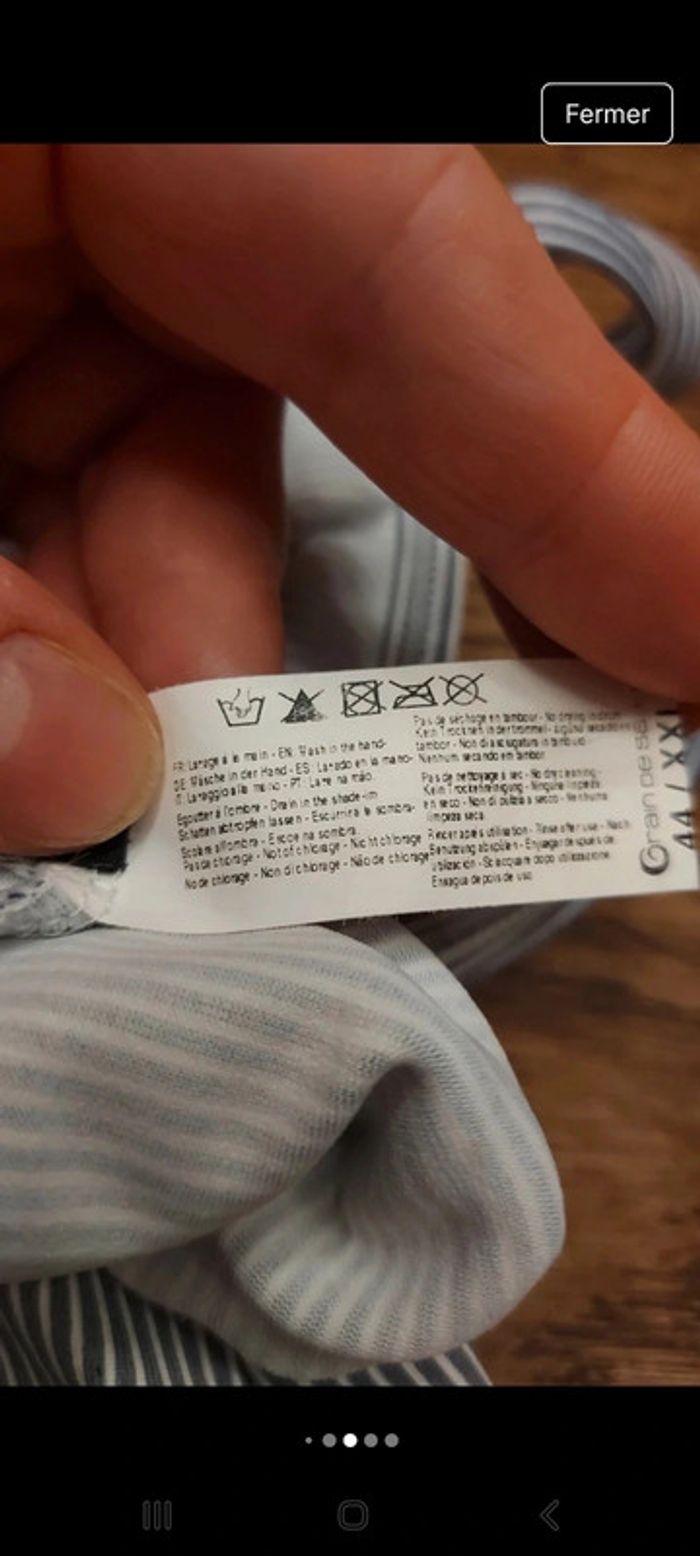 Fermer
FR: Lavage à la main - EN: Wash in the hand-
DE: Wäsche in der Hand - ES: Lavado en la mano-
IT: Lavaggio alla mano - PT: Lave na mão.
Egoutter à l'ombre - Drain in the shade-im
Schatten abtropfen lassen - Escurrir a la sombra-
Scolare all'ombra - Escoe na sombra.
Pas de chlorage - Not of chlorage - Nicht chlorage
No de chlorage - Non di chlorage - Não de chlorage
Pas de séchage en tambour - No drying in drum
Kein Trocknen in der trommel -
tambor - Non di asciugatura in tamburo -
Nenhum secando em tambor
Pas de nettoyage à sec - No dry cleaning -
Kein Trockenreinigung - Ninguna limpieza
en seco - Non di pulizia a secco - Nenhuma
limpeza seca.
Rincer après utilisation - Rinse after use - Nach
Benutzung abspülen - Enjuagar después de
utilización - Sciacquare dopo utilizzazione
Enxagua depois de uso
Grain de
44 / XXL